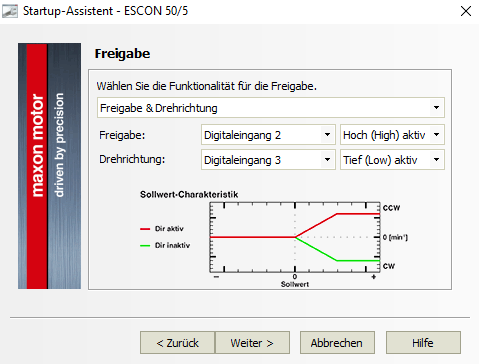 Startup-Assistent - ESCON 50/5
maxon motor
driven by precision
Freigabe
Wählen Sie die Funktionalität für die Freigabe.
Freigabe & Drehrichtung
Freigabe: Digitaleingang 2 Hoch (High) aktiv
Drehrichtung: Digitaleingang 3 Tief (Low) aktiv
Sollwert-Charakteristik
CCW
Dir aktiv
0 [min-1]
Dir inaktiv
CW
– 0 +
Sollwert
< Zurück Weiter > Abbrechen Hilfe